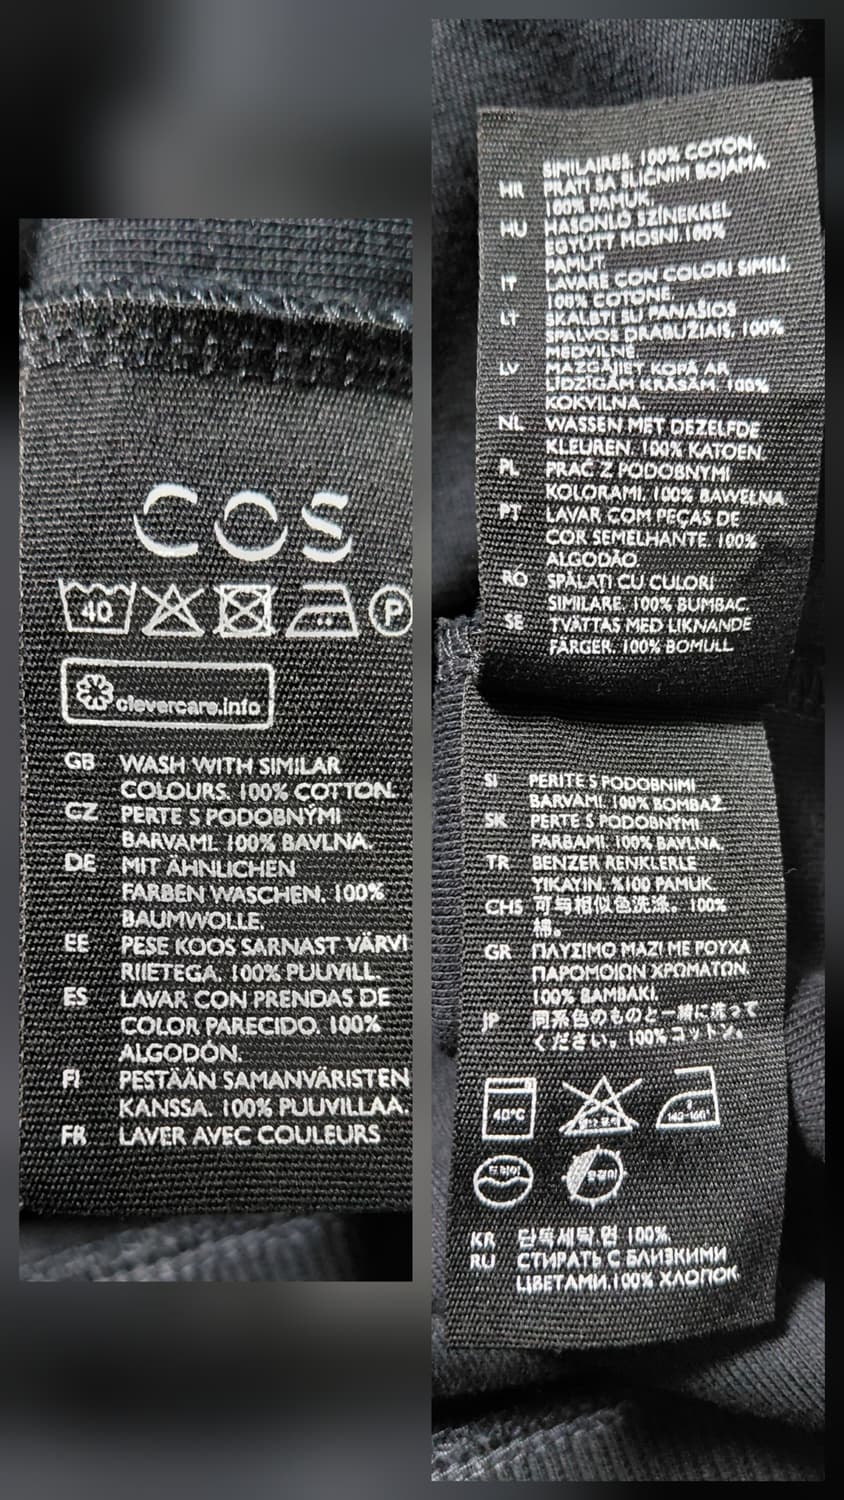 COS
40
P
clevercare.info
GB WASH WITH SIMILAR
COLOURS. 100% COTTON.
CZ PERTE S PODOBNÝMI
BARVAMI. 100% BAVLNA.
DE MIT ÄHNLICHEN
FARBEN WASCHEN. 100%
BAUMWOLLE.
EE PESE KOOS SARNAST VÄRVI
RIIETEGA. 100% PUUVILL.
ES LAVAR CON PRENDAS DE
COLOR PARECIDO. 100%
ALGODÓN.
FI PESTÄÄN SAMANVÄRISTEN
KANSSA. 100% PUUVILLAA.
FR LAVER AVEC COULEURS
SIMILAIRES. 100% COTON.
HR PRATI SA SLIČNIM BOJAMA.
100% PAMUK.
HU HASONLÓ SZÍNEKKEL
EGYÜTT MOSNI.100%
PAMUT
IT LAVARE CON COLORI SIMILI.
100% COTONE.
LT SKALBTI SU PANAŠIOS
SPALVOS DRABUŽIAIS. 100%
MEDVILNĖ
LV MAZGĀJIET KOPĀ AR
LĪDZĪGĀM KRĀSĀM. 100%
KOKVILNA.
NL WASSEN MET DEZELFDE
KLEUREN. 100% KATOEN.
PL PRAĆ Z PODOBNYMI
KOLORAMI. 100% BAWEŁNA.
PT LAVAR COM PEÇAS DE
COR SEMELHANTE. 100%
ALGODÃO.
RO SPĂLATI CU CULORI
SIMILARE. 100% BUMBAC.
SE TVÄTTAS MED LIKNANDE
FÄRGER. 100% BOMULL.
SI PERITE S PODOBNIMI
BARVAMI. 100% BOMBAŽ.
SK PERTE S PODOBNÝMI
FARBAMI. 100% BAVLNA.
TR BENZER RENKLERLE
YIKAYIN. %100 PAMUK.
CHS 可与相似色洗涤。100%
棉。
GR ΠΛΥΣΙΜΟ ΜΑΖΙ ΜΕ ΡΟΥΧΑ
ΠΑΡΟΜΟΙΩΝ ΧΡΩΜΑΤΩΝ.
100% ΒΑΜΒΑΚΙ.
JP 同系色のものと一緒に洗って
ください。100% コットン。
40°C
140~160°
드라이
KR 단독세탁.면 100%.
RU СТИРАТЬ С БЛИЗКИМИ
ЦВЕТАМИ.100% ХЛОПОК.